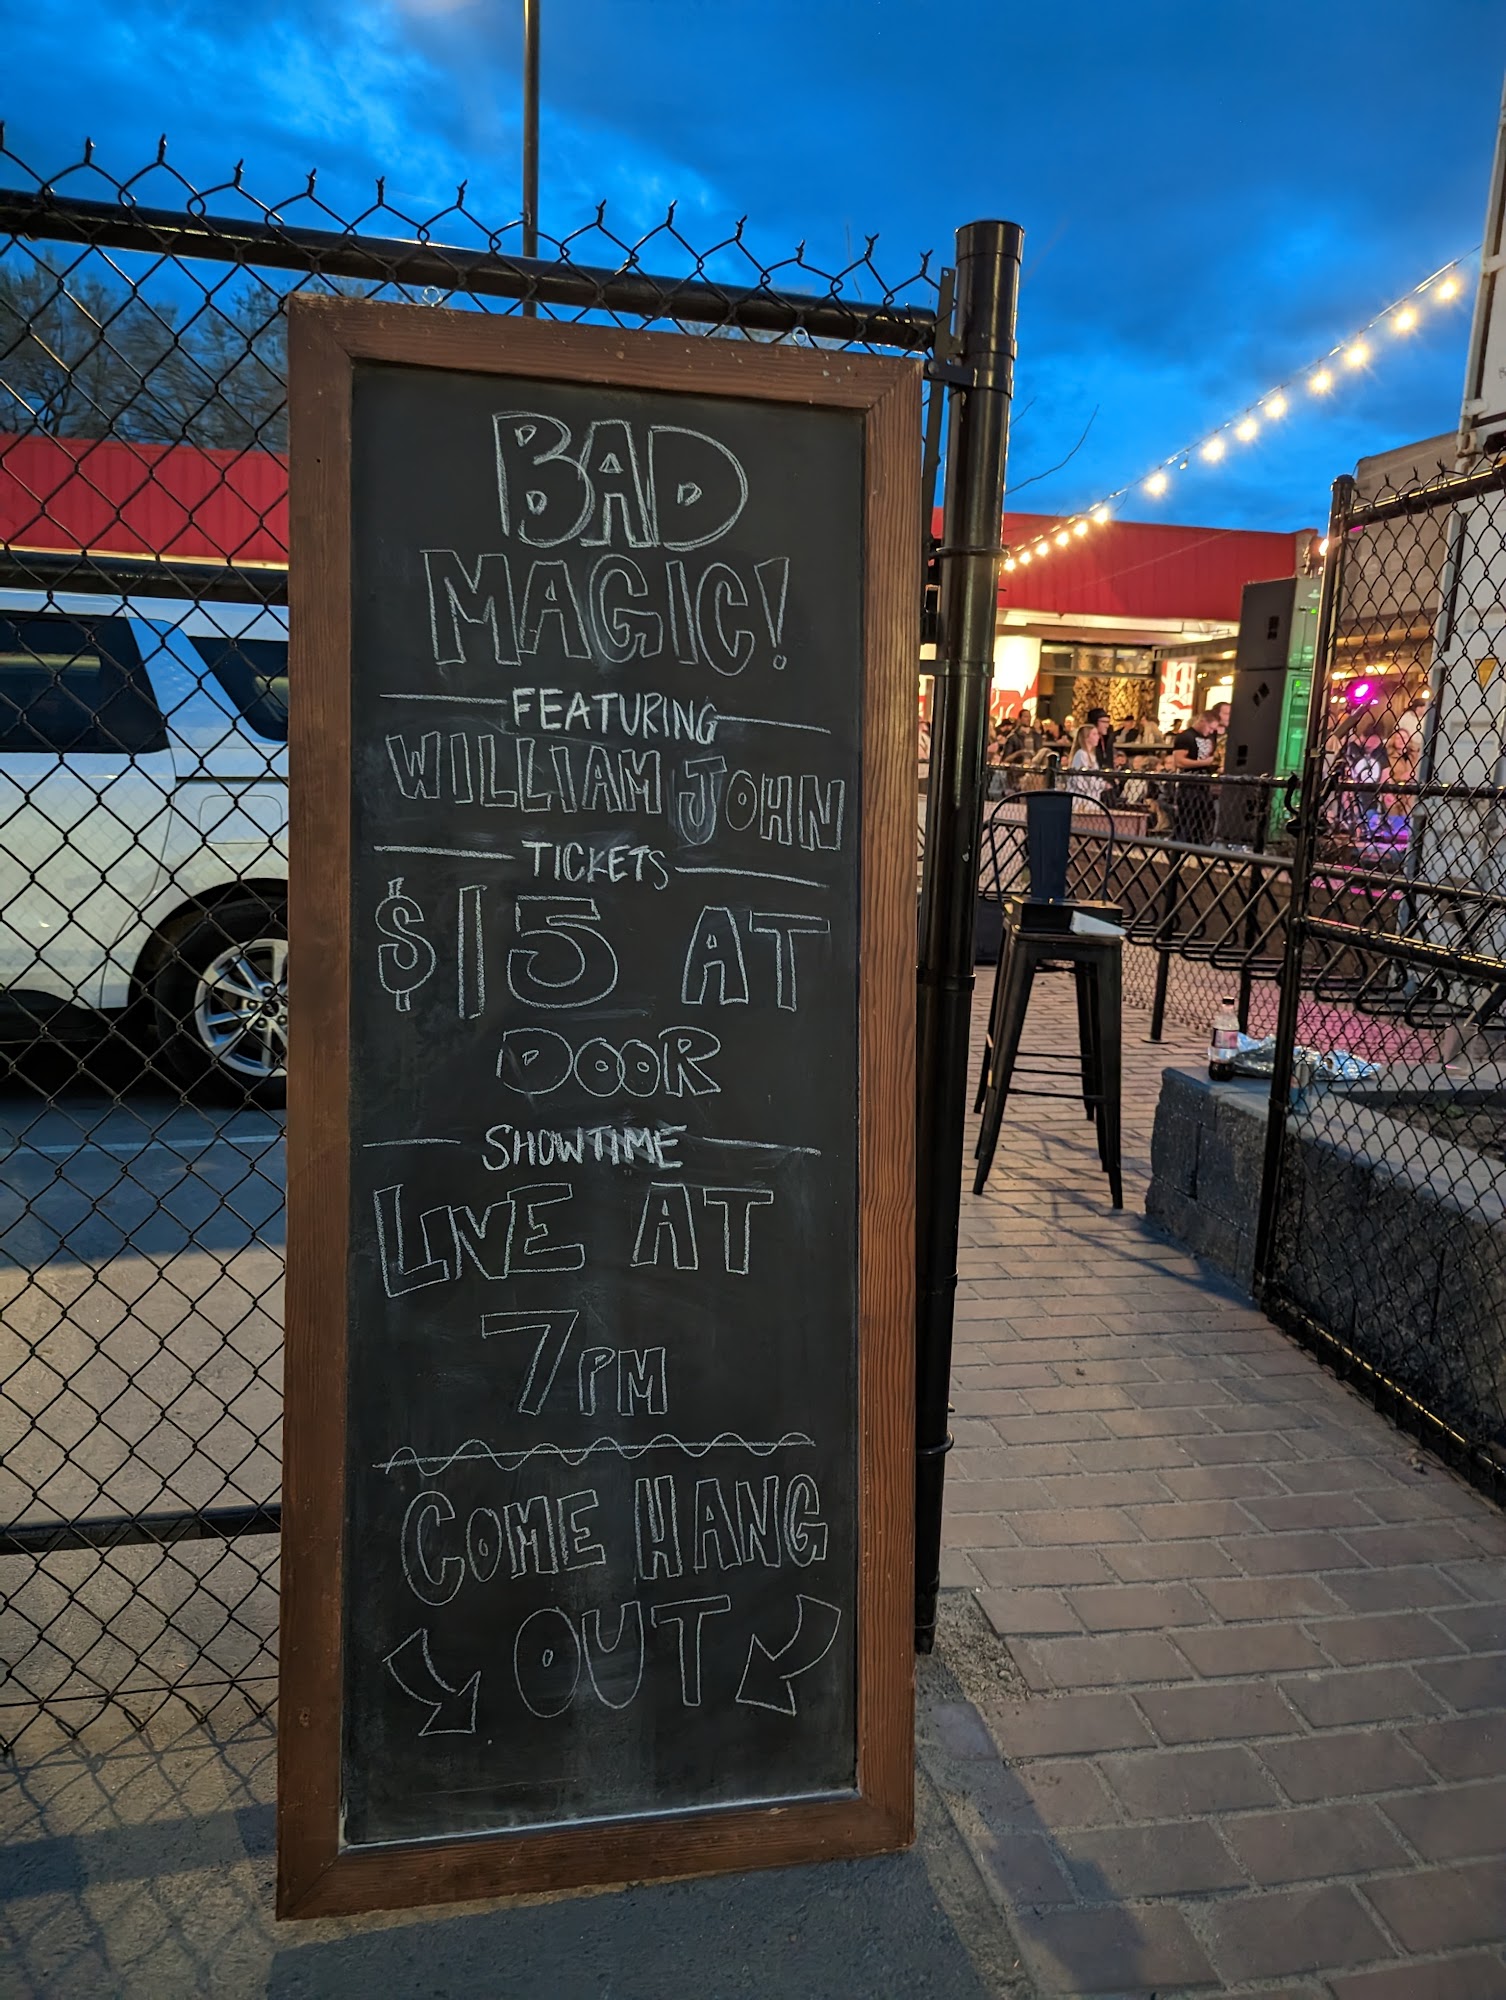 BAD
MAGIC!
FEATURING
WILLIAM JOHN
TICKETS
$15 AT
DOOR
SHOWTIME
LIVE AT
7PM
COME HANG
OUT